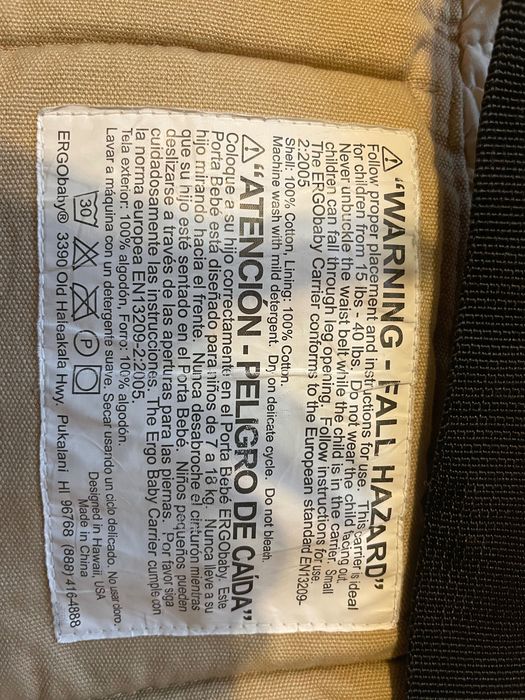 ⚠ “WARNING - FALL HAZARD”
Follow proper placement and instructions for use. This carrier is ideal
for children from 15 lbs - 40 lbs. Do not wear the child facing out.
Never unbuckle the waist belt while the child is in the carrier. Small
children can fall through leg opening. Follow instructions for use.
The ERGObaby Carrier conforms to the European standard EN13209-
2:2005
Shell: 100% Cotton, Lining: 100% Cotton.
Machine wash with mild detergent. Dry on delicate cycle. Do not bleach.
⚠ “ATENCIÓN - PELIGRO DE CAÍDA”
Coloque a su hijo correctamente en el Porta Bebé ERGObaby. Este
Porta Bebé está diseñado para niños de 7 a 18 kg. Nunca lleve a su
hijo mirando hacia el frente. Nunca desabroche el cinturón mientras
que su hijo esté sentado en el Porta Bebé. Niños pequeños pueden
deslizarse a través de las aperturas para las piernas. Por favor siga
cuidadosamente las instrucciones. The Ergo Baby Carrier cumple con
la norma europea EN13209-2:2005.
Tela exterior: 100% algodón, Forro: 100% algodón.
Lavar a máquina con un detergente suave. Secar usando un ciclo delicado. No usar cloro.
30 P
Designed in Hawaii, USA
Made in China
ERGObaby® 3390 Old Haleakala Hwy, Pukalani HI 96768 (888) 416-4888